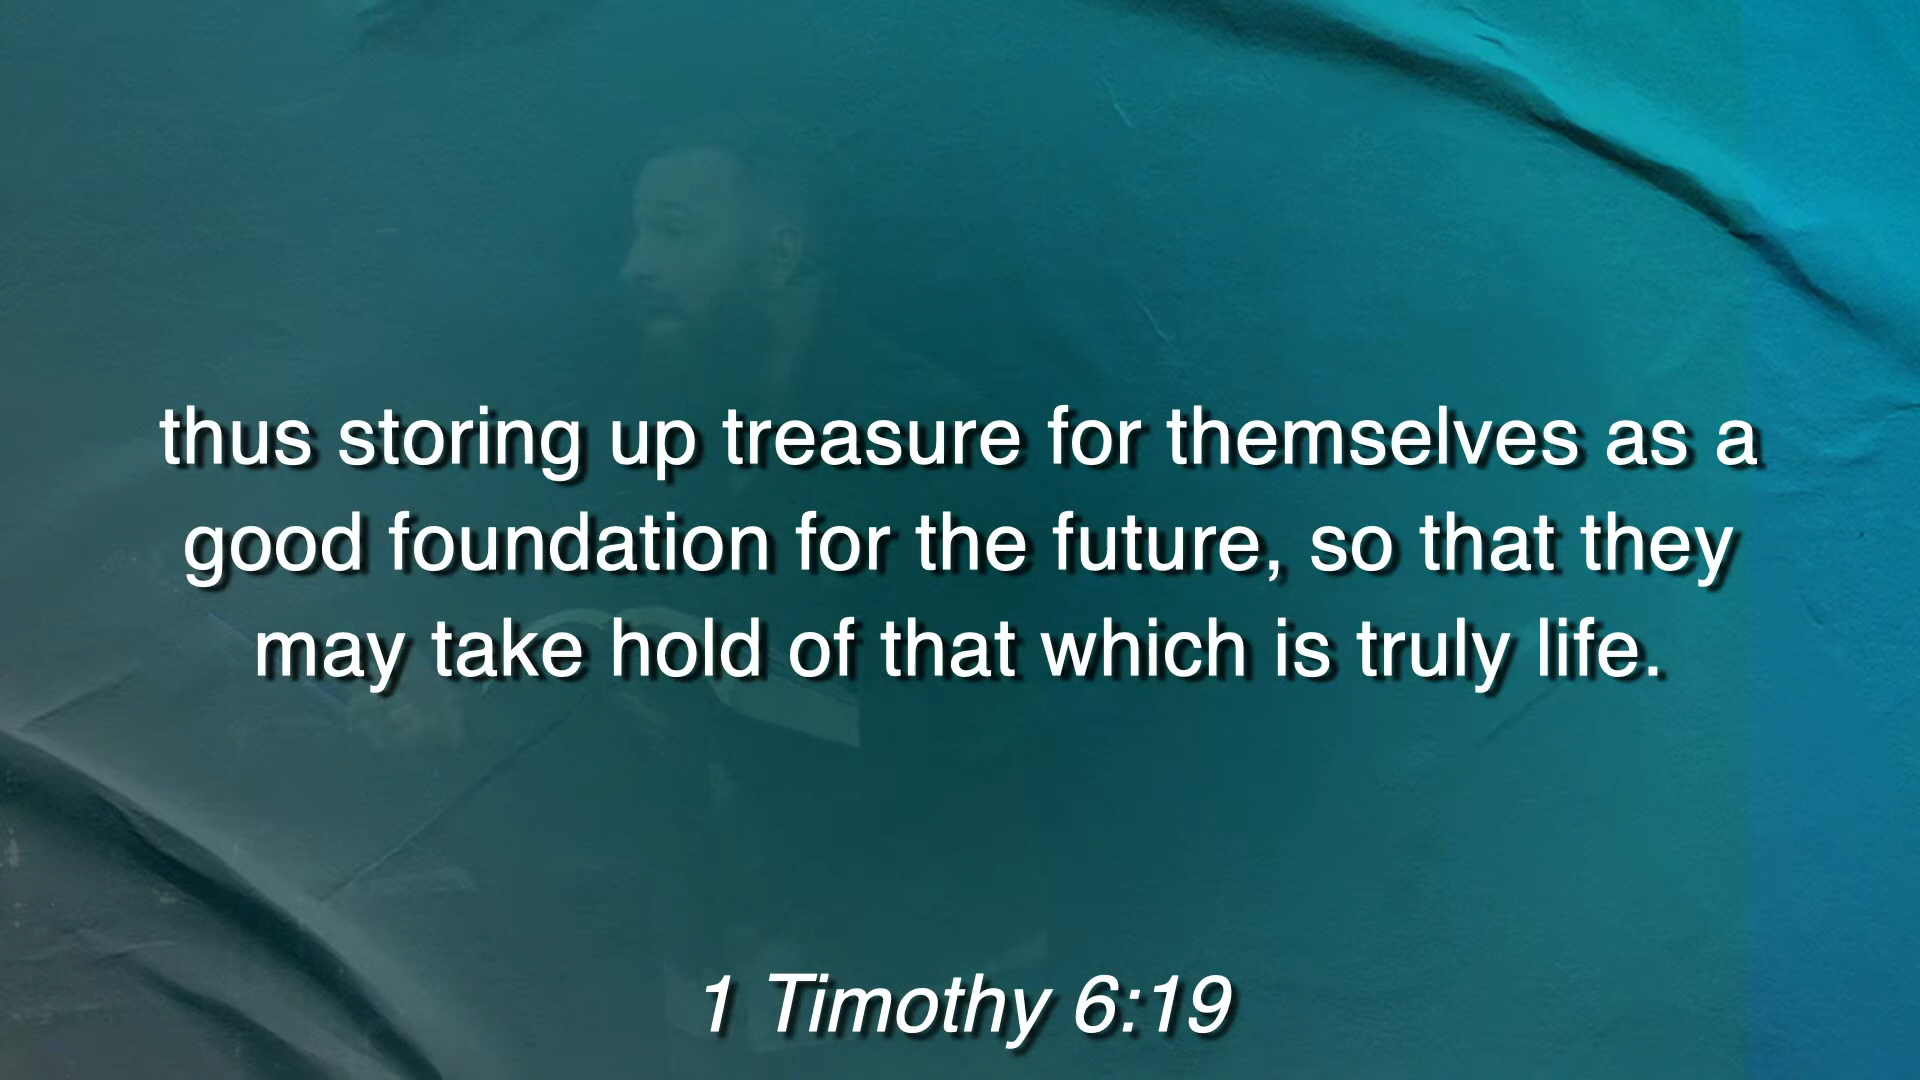 thus storing up treasure for themselves as a
good foundation for the future, so that they
may take hold of that which is truly life.
1 Timothy 6:19